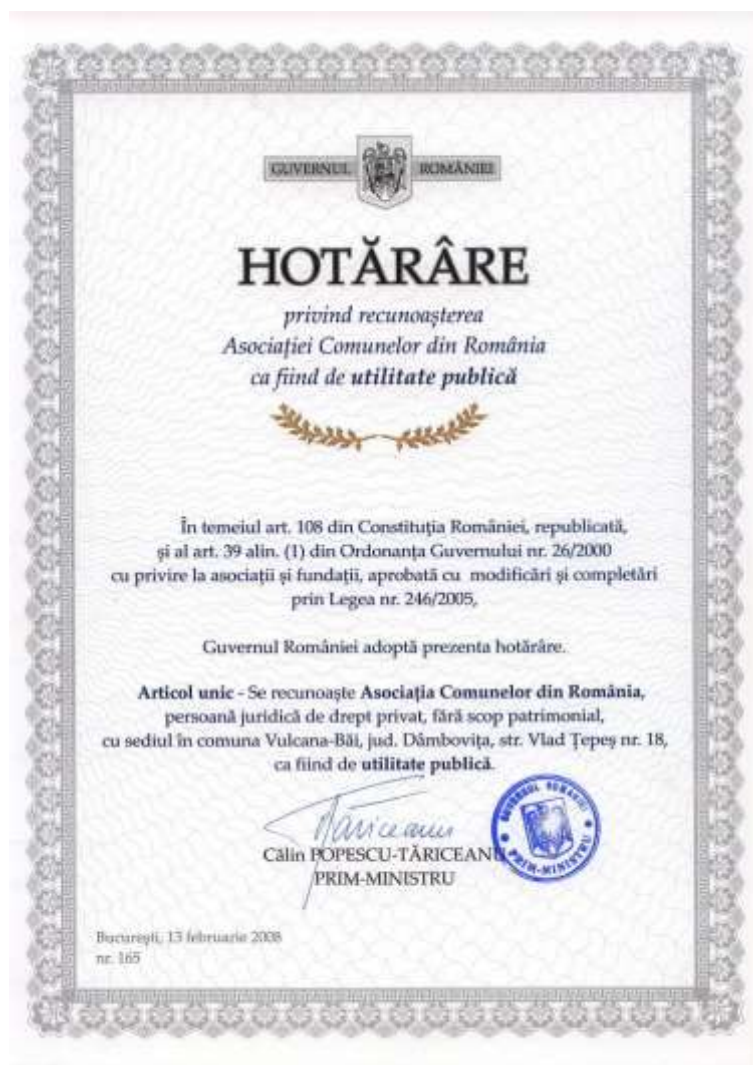 GUVERNUL ROMÂNIEI
HOTĂRÂRE
privind recunoașterea
Asociației Comunelor din România
ca fiind de utilitate publică
În temeiul art. 108 din Constituția României, republicată,
și al art. 39 alin. (1) din Ordonanța Guvernului nr. 26/2000
cu privire la asociații și fundații, aprobată cu modificări și completări
prin Legea nr. 246/2005,
Guvernul României adoptă prezenta hotărâre.
Articol unic - Se recunoaște Asociația Comunelor din România,
persoană juridică de drept privat, fără scop patrimonial,
cu sediul în comuna Vulcana-Băi, jud. Dâmbovița, str. Vlad Țepeș nr. 18,
ca fiind de utilitate publică.
Tăriceanu
Călin POPESCU-TĂRICEANU
PRIM-MINISTRU
GUVERNUL ROMÂNIEI
PRIM-MINISTRU
București, 13 februarie 2008
nr. 165